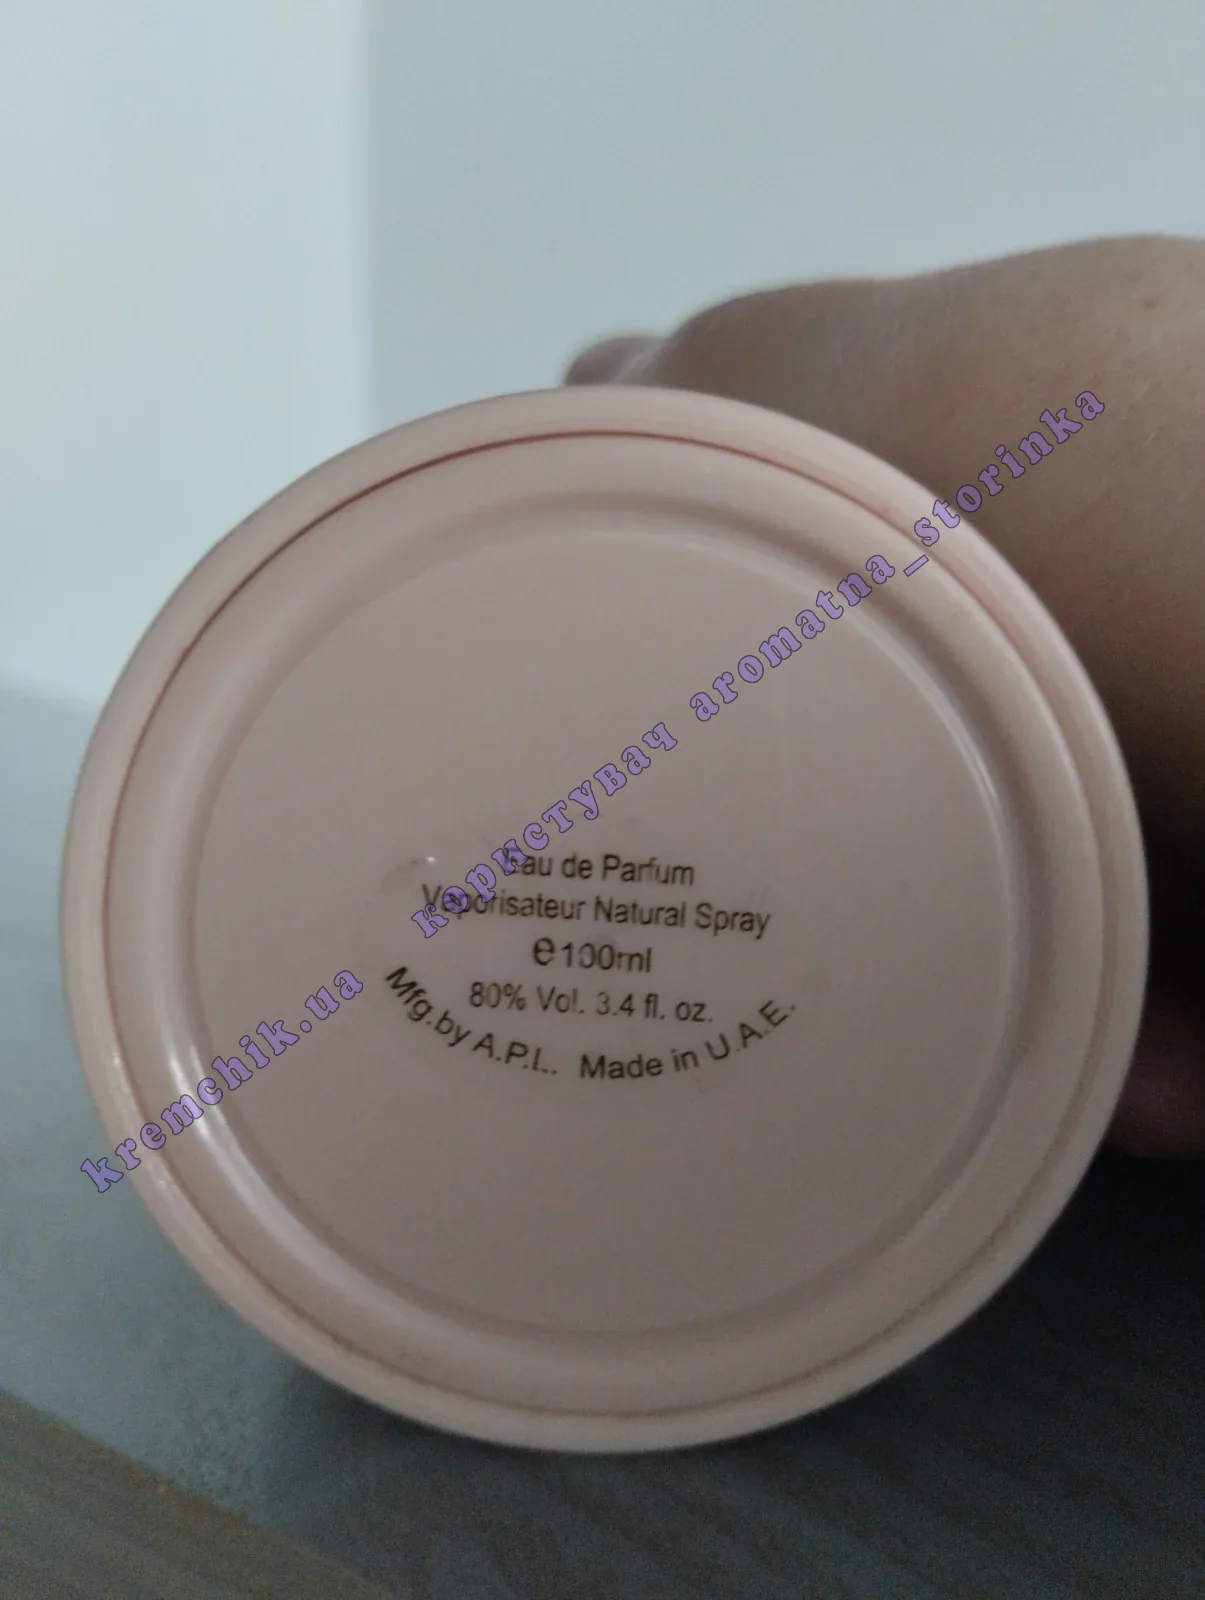 Eau de Parfum
Vaporisateur Natural Spray
e 100ml
80% Vol. 3.4 fl. oz.
Mfg.by A.P.L. Made in U.A.E.
kremchik.ua користувач aromatna_storinka